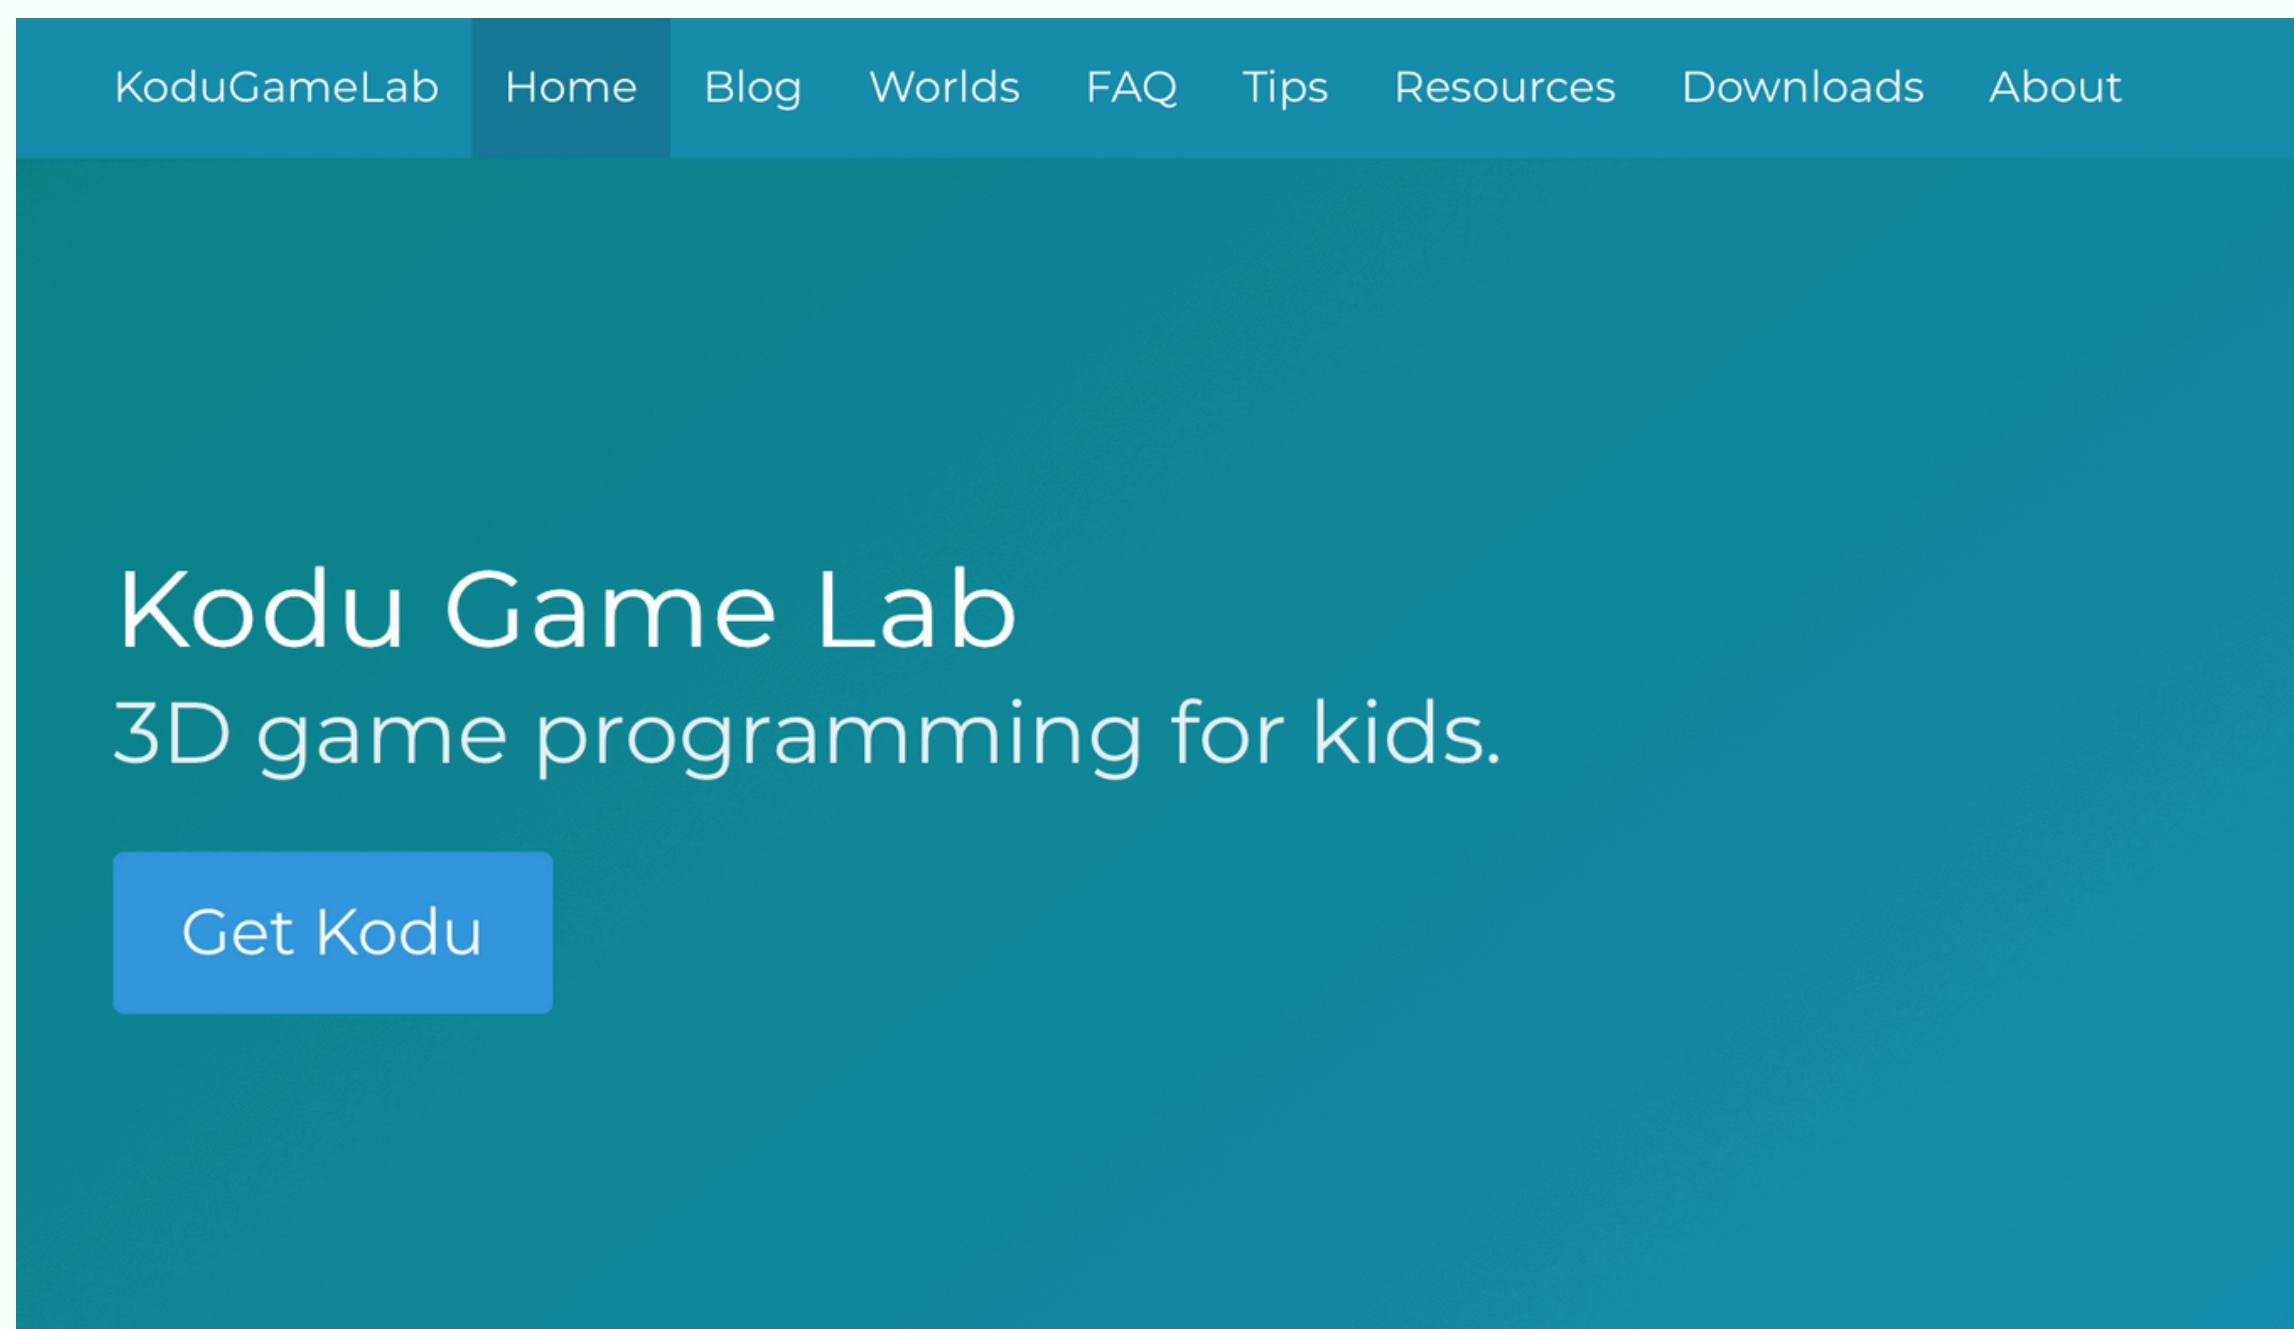 KoduGameLab Home Blog Worlds FAQ Tips Resources Downloads About
Kodu Game Lab
3D game programming for kids.
Get Kodu